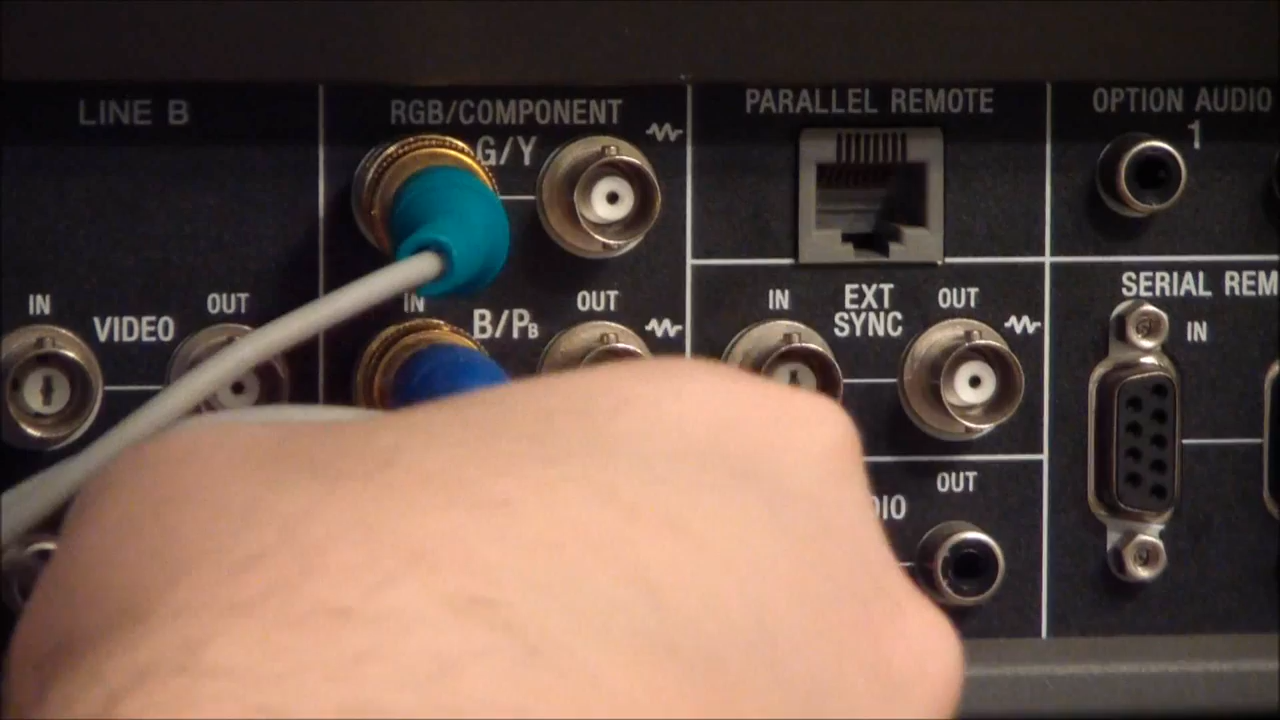 LINE B
RGB/COMPONENT
PARALLEL REMOTE
OPTION AUDIO
G/Y
1
IN
VIDEO
OUT
IN
B/PB
OUT
IN
EXT
SYNC
OUT
SERIAL REM
IN
OUT
DIO